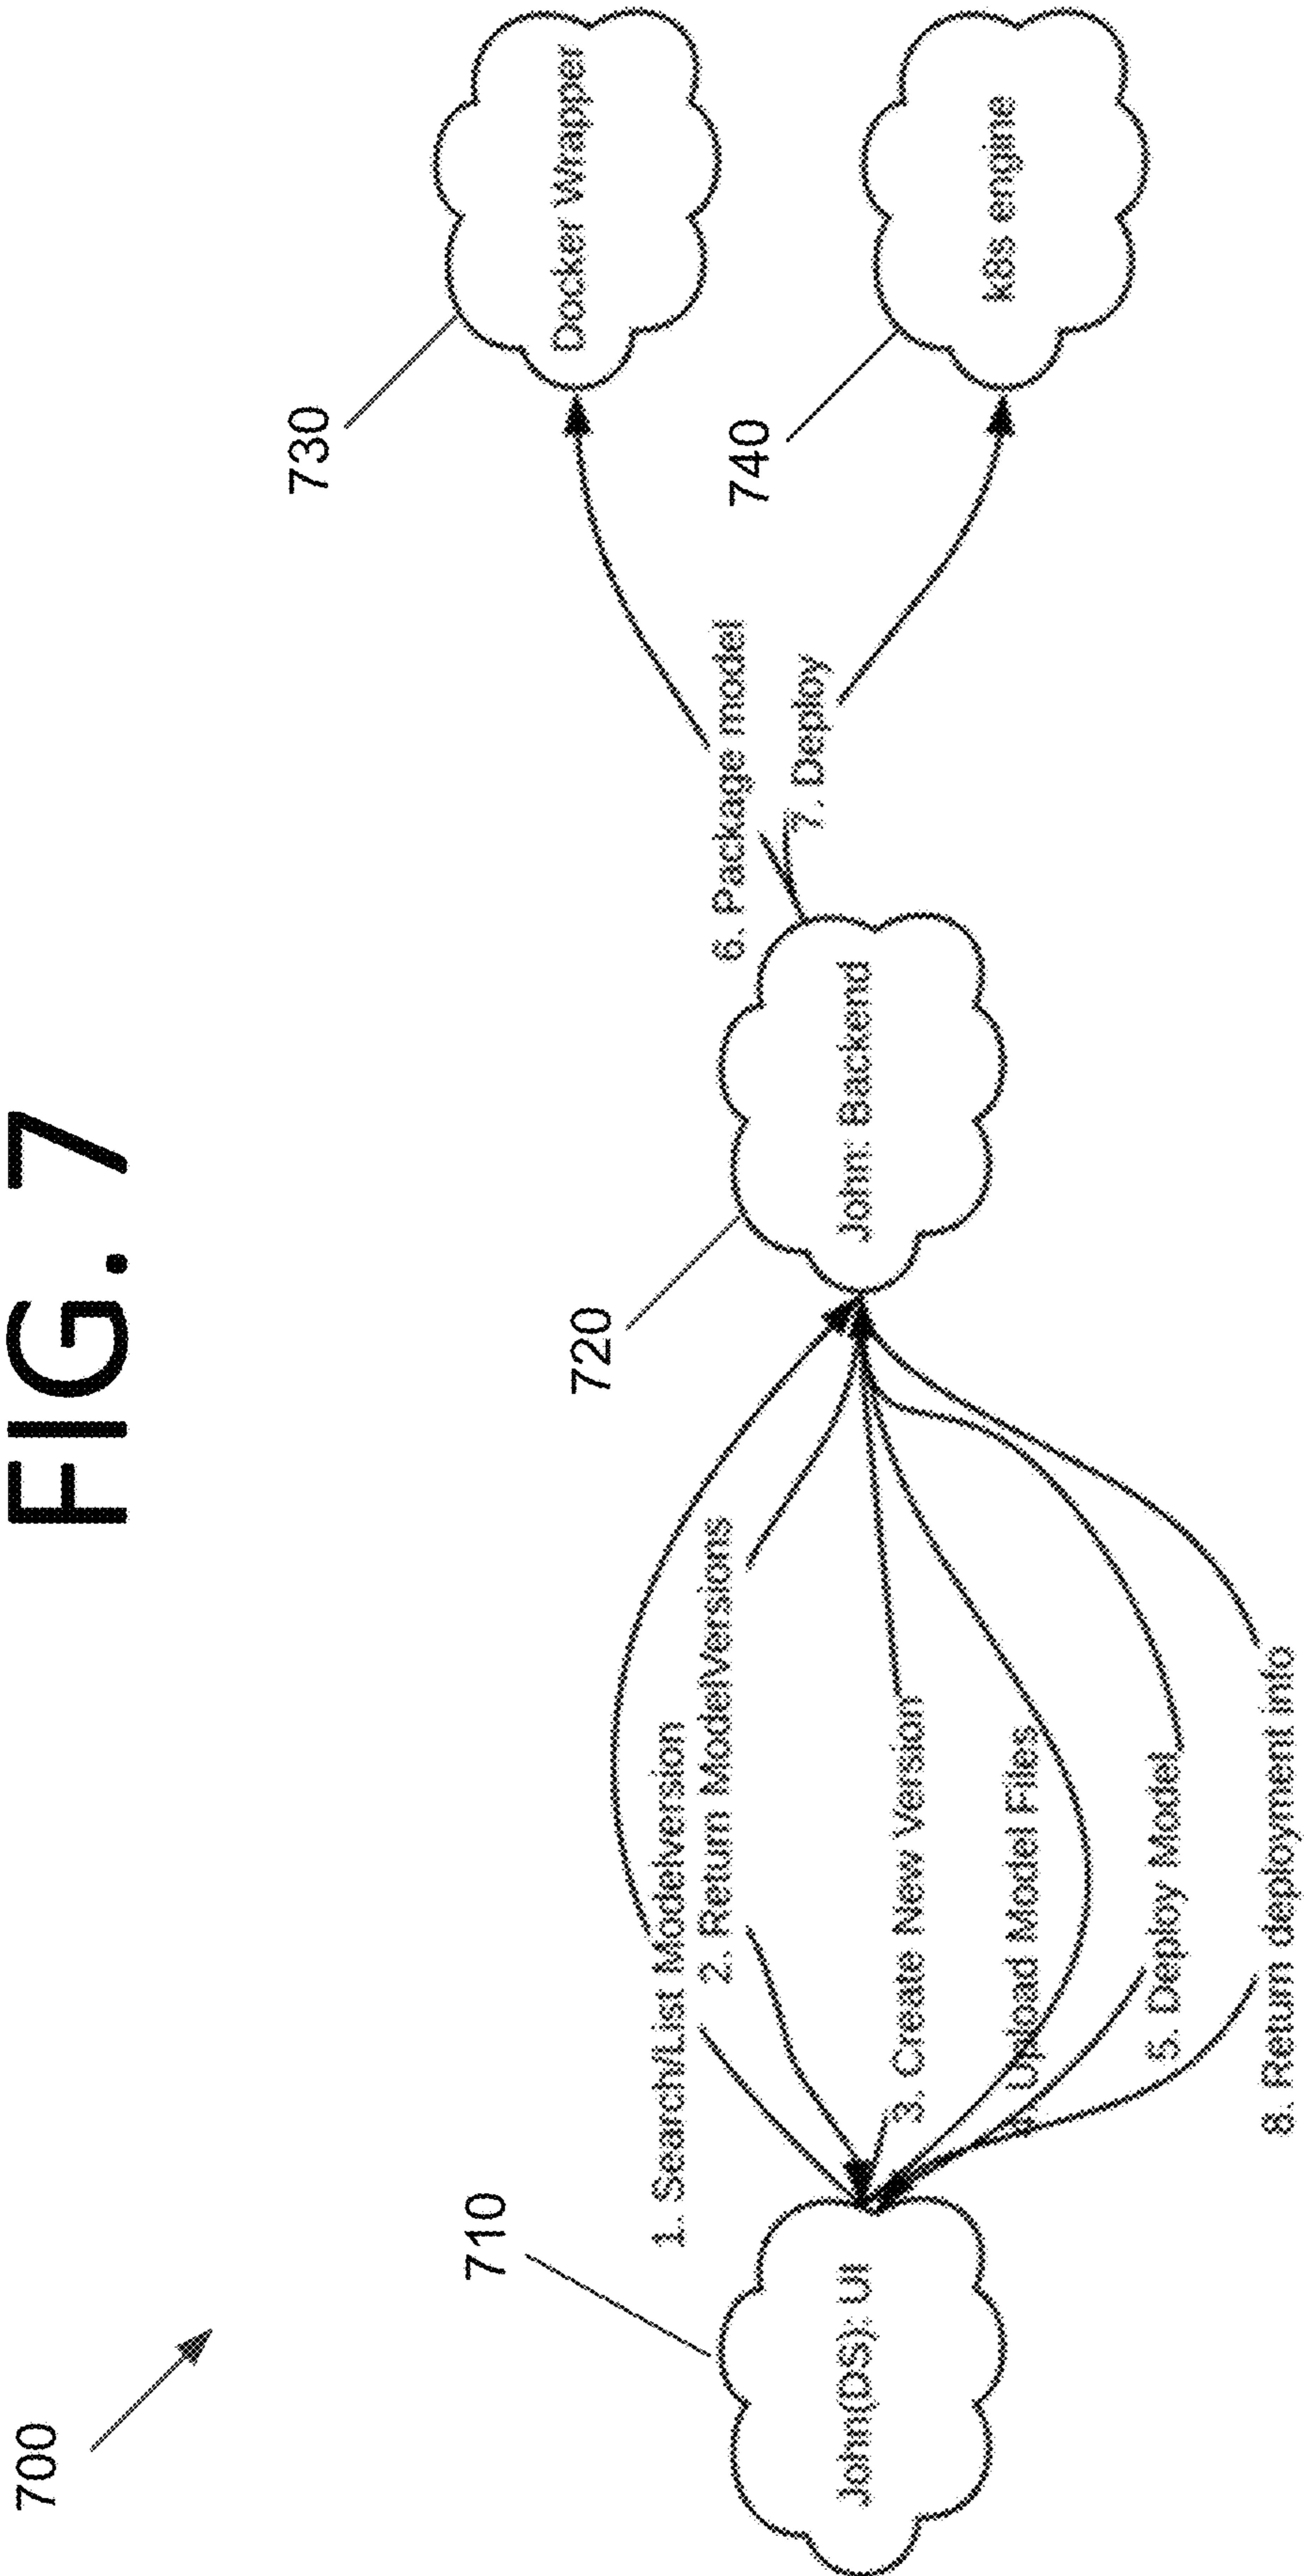 FIG. 7
700
710
John(DS): UI
1. Search/List Modelversion
2. Return ModelVersions
3. Create New Version
Upload Model Files
5. Deploy Model
8. Return deployment info
720
John: Backend
6. Package model
7. Deploy
730
Docker Wrapper
740
k8s engine